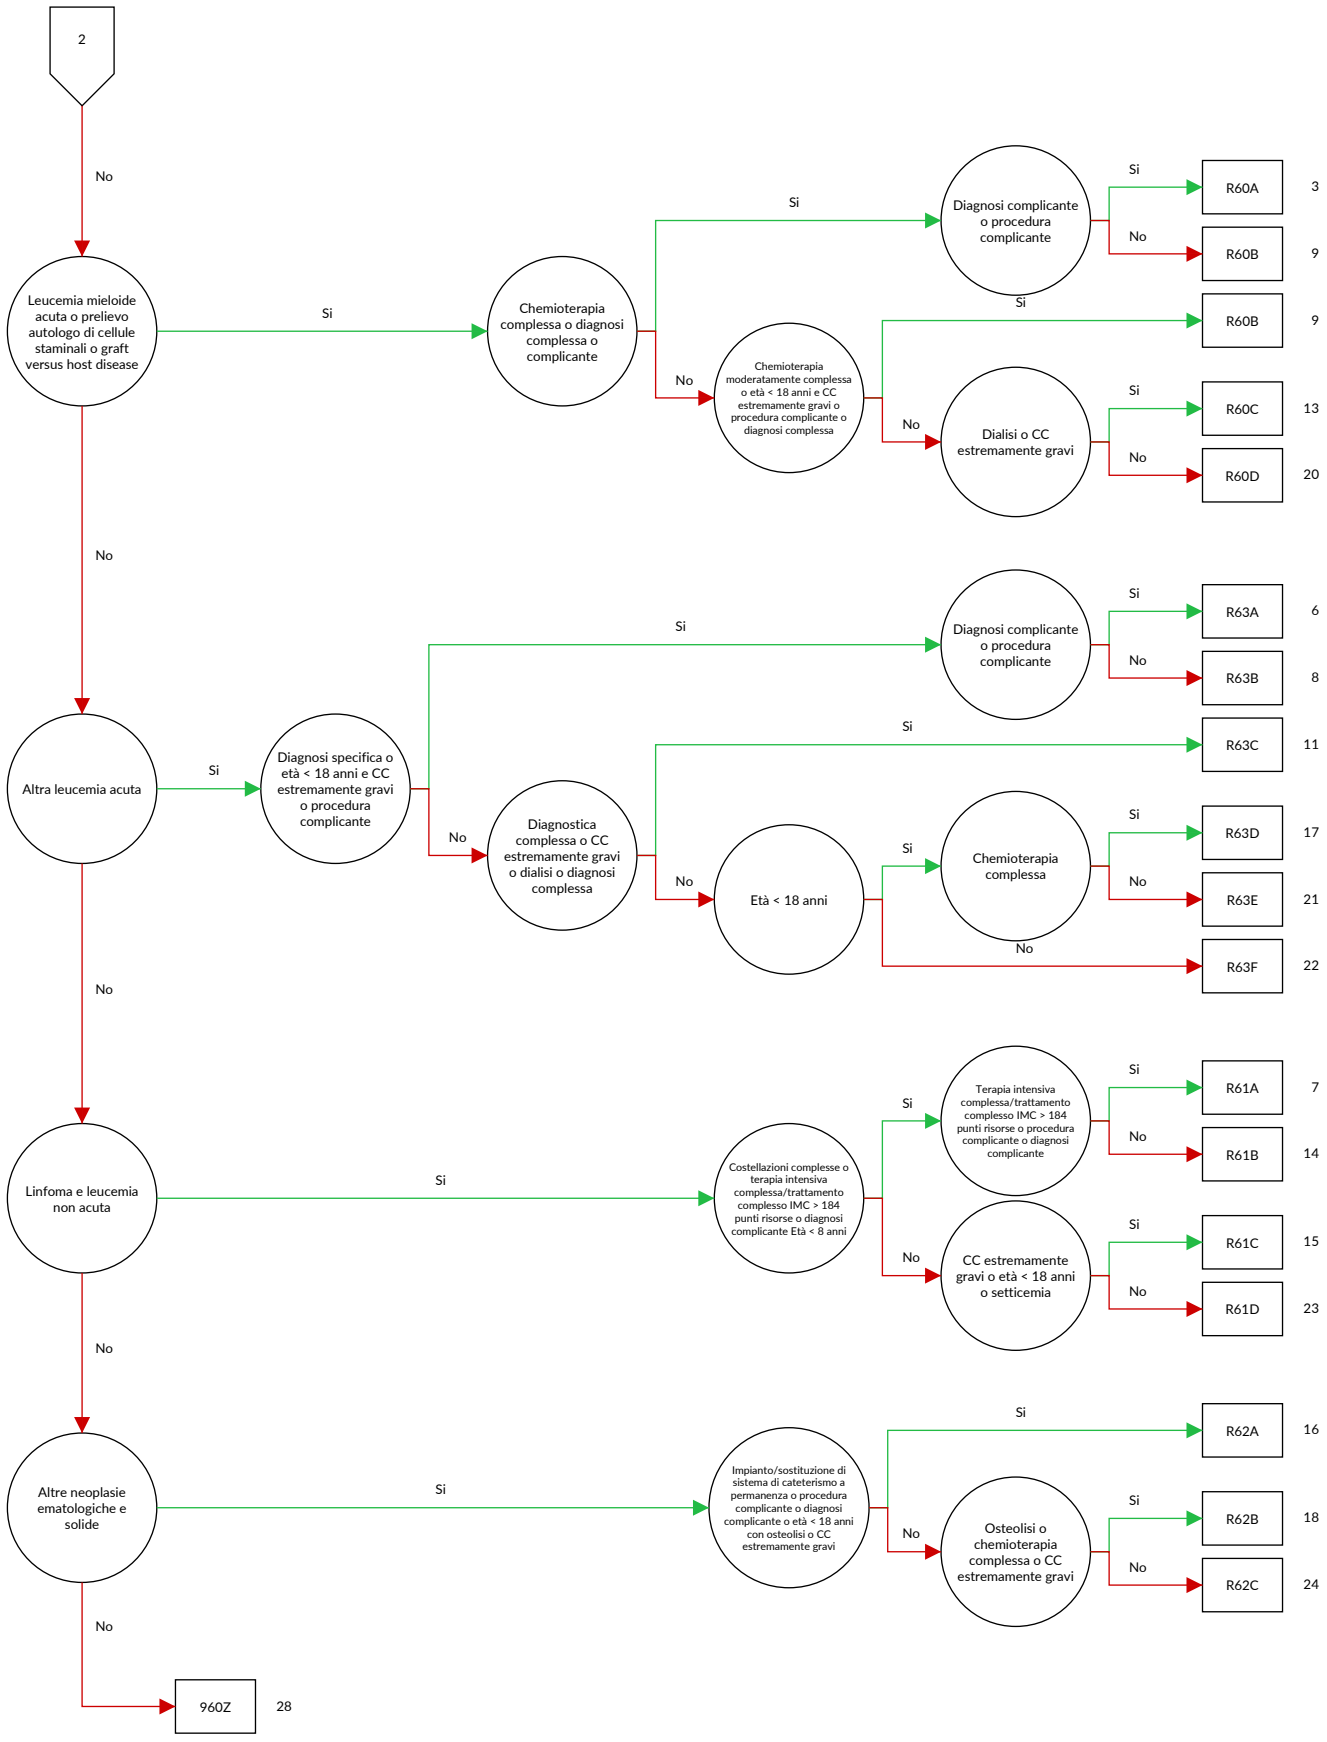 2
No
Leucemia mieloide
acuta o prelievo
autologo di cellule
staminali o graft
versus host disease
Si
Chemioterapia
complessa o diagnosi
complessa o
complicante
Si
Diagnosi complicante
o procedura
complicante
Si
R60A
3
No
R60B
9
No
Chemioterapia
moderatamente complessa
o età < 18 anni e CC
estremamente gravi o
procedura complicante o
diagnosi complessa
Si
R60B
9
No
Dialisi o CC
estremamente gravi
Si
R60C
13
No
R60D
20
No
Altra leucemia acuta
Si
Diagnosi specifica o
età < 18 anni e CC
estremamente gravi
o procedura
complicante
Si
Diagnosi complicante
o procedura
complicante
Si
R63A
6
No
R63B
8
No
Diagnostica
complessa o CC
estremamente gravi
o dialisi o diagnosi
complessa
Si
R63C
11
No
Età < 18 anni
Si
Chemioterapia
complessa
Si
R63D
17
No
R63E
21
No
R63F
22
No
Linfoma e leucemia
non acuta
Si
Costellazioni complesse o
terapia intensiva
complessa/trattamento
complesso IMC > 184
punti risorse o diagnosi
complicante Età < 8 anni
Si
Terapia intensiva
complessa/trattamento
complesso IMC > 184
punti risorse o procedura
complicante o diagnosi
complicante
Si
R61A
7
No
R61B
14
No
CC estremamente
gravi o età < 18 anni
o setticemia
Si
R61C
15
No
R61D
23
No
Altre neoplasie
ematologiche e
solide
Si
Impianto/sostituzione di
sistema di cateterismo a
permanenza o procedura
complicante o diagnosi
complicante o età < 18 anni
con osteolisi o CC
estremamente gravi
Si
R62A
16
No
Osteolisi o
chemioterapia
complessa o CC
estremamente gravi
Si
R62B
18
No
R62C
24
No
960Z
28